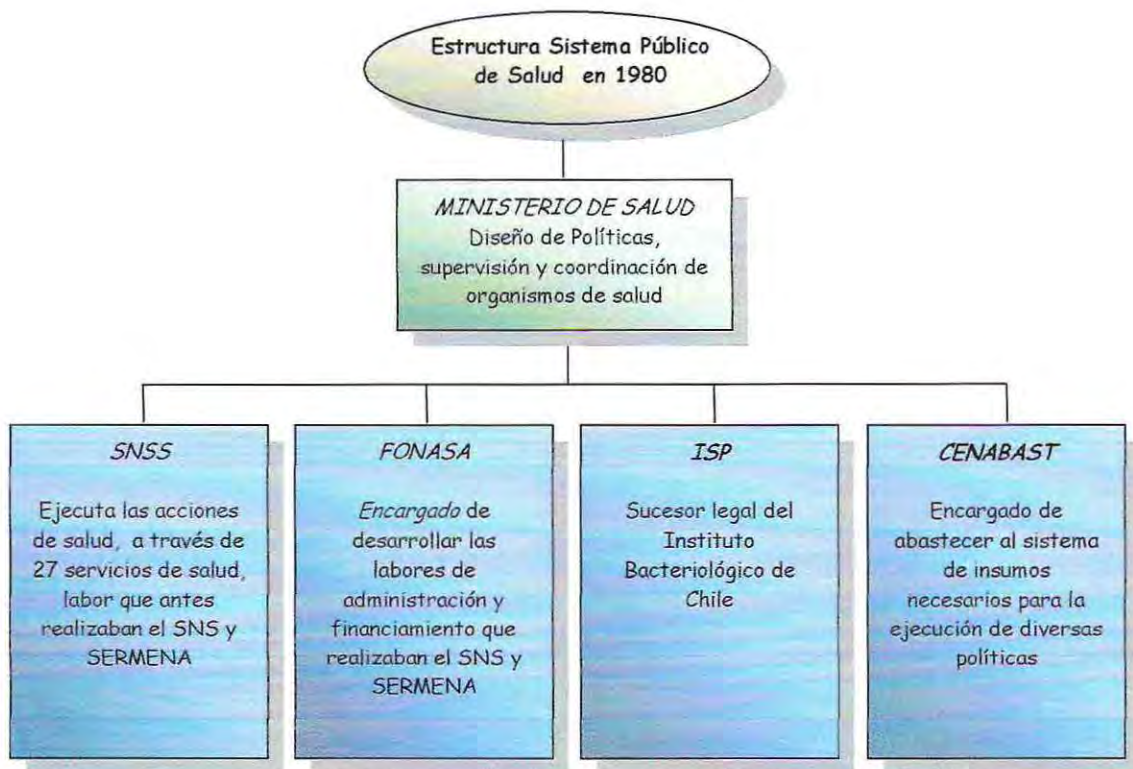 Estructura Sistema Público
de Salud en 1980
MINISTERIO DE SALUD
Diseño de Políticas,
supervisión y coordinación de
organismos de salud
SNSS
Ejecuta las acciones
de salud, a través de
27 servicios de salud,
labor que antes
realizaban el SNS y
SERMENA
FONASA
Encargado de
desarrollar las
labores de
administración y
financiamiento que
realizaban el SNS y
SERMENA
ISP
Sucesor legal del
Instituto
Bacteriológico de
Chile
CENABAST
Encargado de
abastecer al sistema
de insumos
necesarios para la
ejecución de diversas
políticas